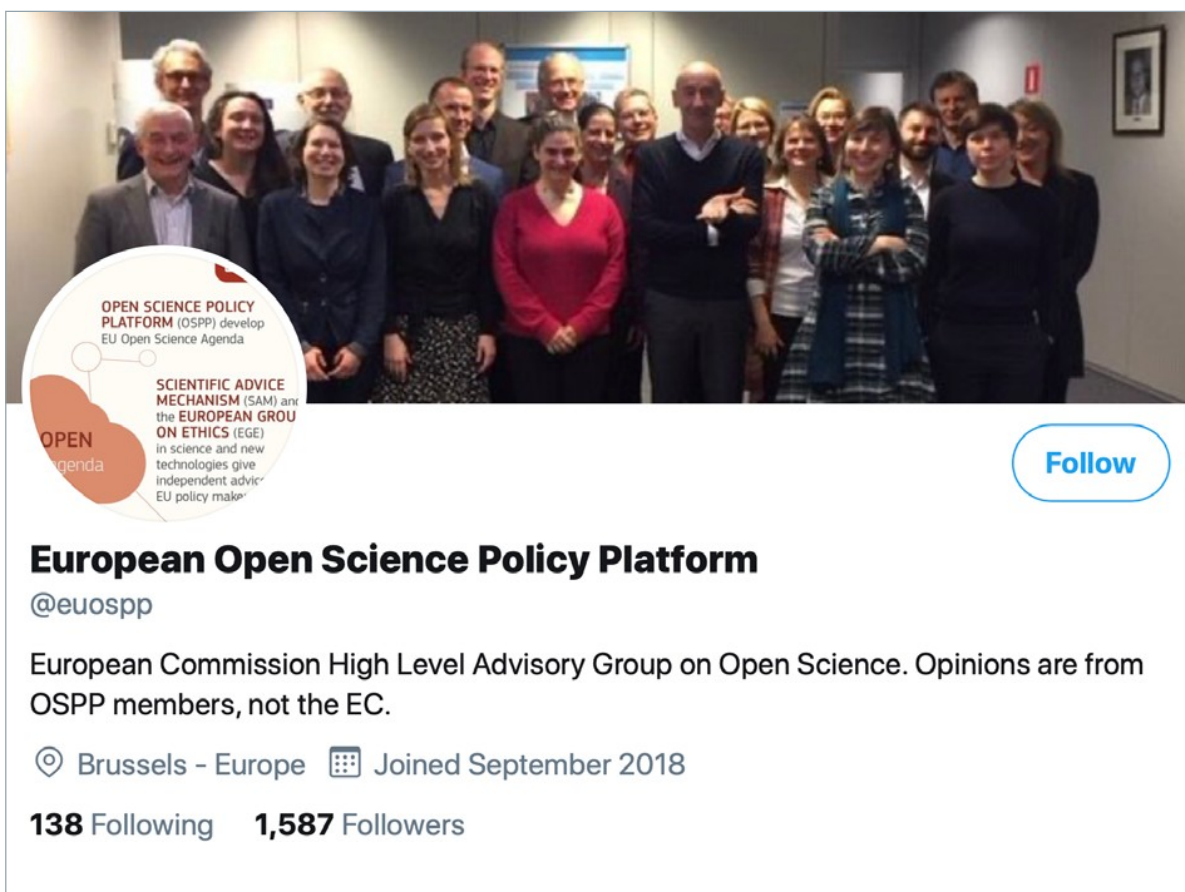 OPEN SCIENCE POLICY
PLATFORM (OSPP) develop
EU Open Science Agenda
SCIENTIFIC ADVICE
MECHANISM (SAM) and
the EUROPEAN GROU
ON ETHICS (EGE)
in science and new
technologies give
independent advic
EU policy make
OPEN
genda
Follow
European Open Science Policy Platform
@euospp
European Commission High Level Advisory Group on Open Science. Opinions are from
OSPP members, not the EC.
Brussels - Europe Joined September 2018
138 Following 1,587 Followers